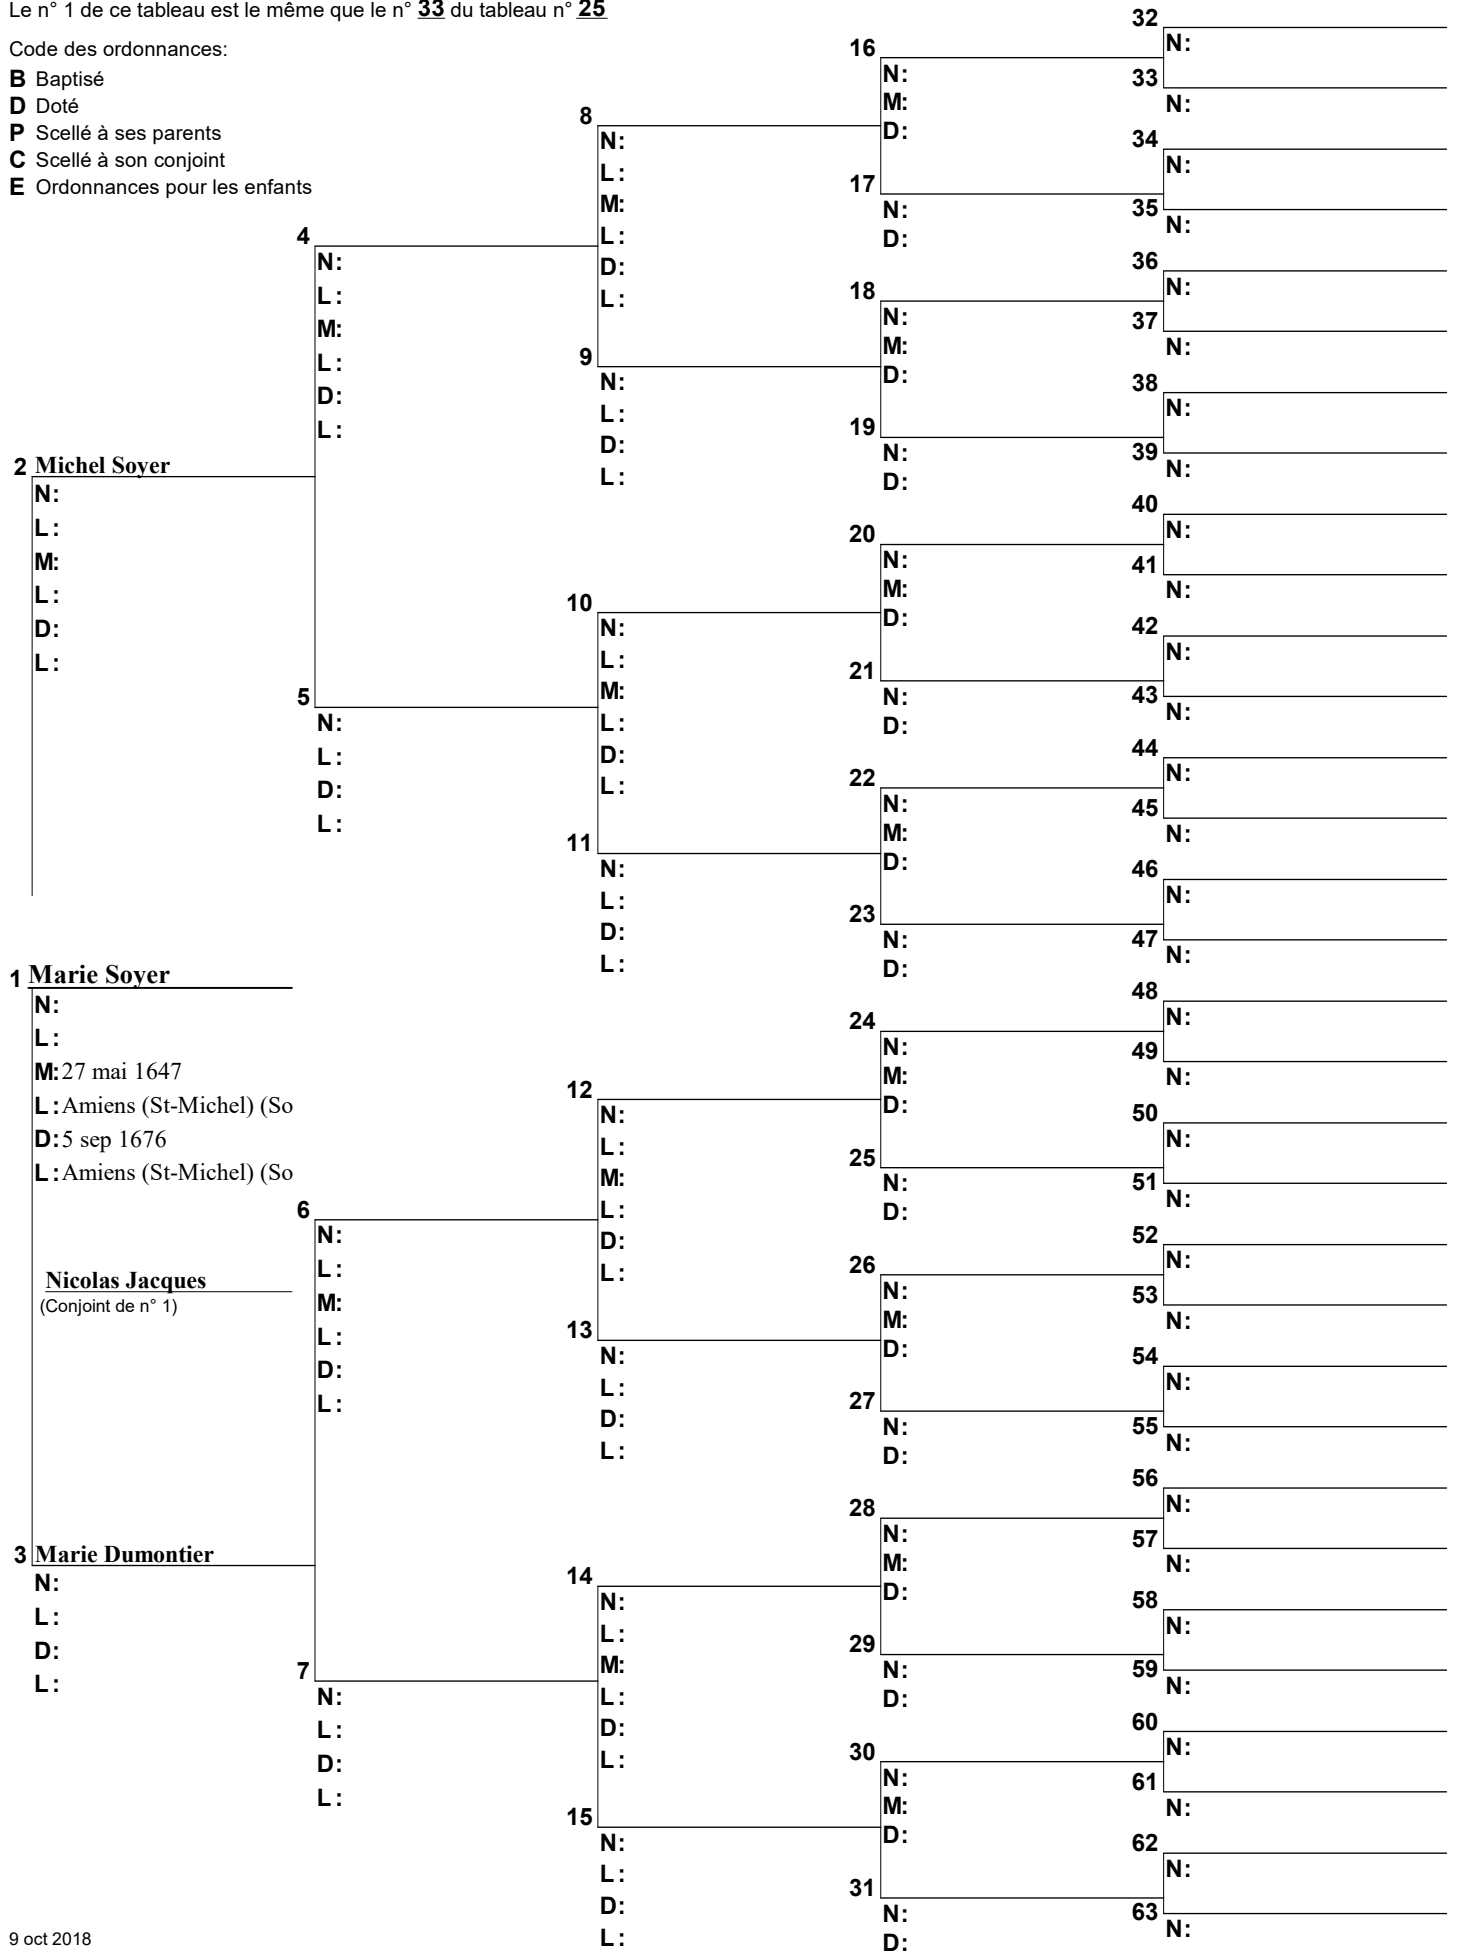 Le n° 1 de ce tableau est le même que le n° 33 du tableau n° 25
Code des ordonnances:
B Baptisé
D Doté
P Scellé à ses parents
C Scellé à son conjoint
E Ordonnances pour les enfants
2 Michel Soyer
N:
L:
M:
L:
D:
L:
1 Marie Soyer
N:
L:
M: 27 mai 1647
L: Amiens (St-Michel) (So
D: 5 sep 1676
L: Amiens (St-Michel) (So
Nicolas Jacques
(Conjoint de n° 1)
3 Marie Dumontier
N:
L:
D:
L:
4
N:
L:
M:
L:
D:
L:
5
N:
L:
D:
L:
6
N:
L:
M:
L:
D:
L:
7
N:
L:
D:
L:
8
N:
L:
M:
L:
D:
L:
9
N:
L:
D:
L:
10
N:
L:
M:
L:
D:
L:
11
N:
L:
D:
L:
12
N:
L:
M:
L:
D:
L:
13
N:
L:
D:
L:
14
N:
L:
M:
L:
D:
L:
15
N:
L:
D:
L:
16
N:
M:
D:
17
N:
D:
18
N:
M:
D:
19
N:
D:
20
N:
M:
D:
21
N:
D:
22
N:
M:
D:
23
N:
D:
24
N:
M:
D:
25
N:
D:
26
N:
M:
D:
27
N:
D:
28
N:
M:
D:
29
N:
D:
30
N:
M:
D:
31
N:
D:
32
N:
33
N:
34
N:
35
N:
36
N:
37
N:
38
N:
39
N:
40
N:
41
N:
42
N:
43
N:
44
N:
45
N:
46
N:
47
N:
48
N:
49
N:
50
N:
51
N:
52
N:
53
N:
54
N:
55
N:
56
N:
57
N:
58
N:
59
N:
60
N:
61
N:
62
N:
63
N:
9 oct 2018